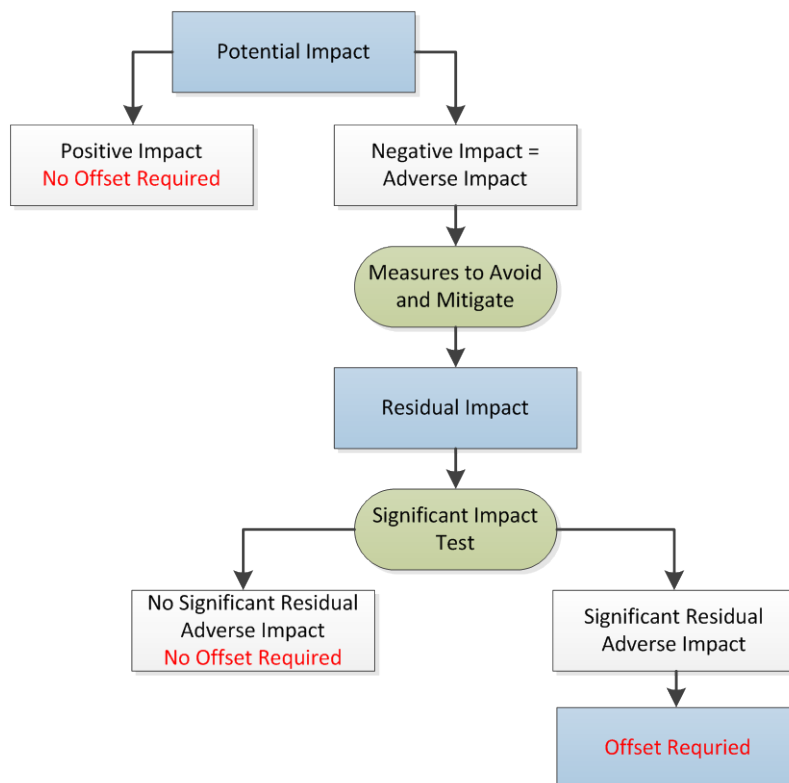 Potential Impact
Positive Impact
No Offset Required
Negative Impact =
Adverse Impact
Measures to Avoid
and Mitigate
Residual Impact
Significant Impact
Test
No Significant Residual
Adverse Impact
No Offset Required
Significant Residual
Adverse Impact
Offset Requried